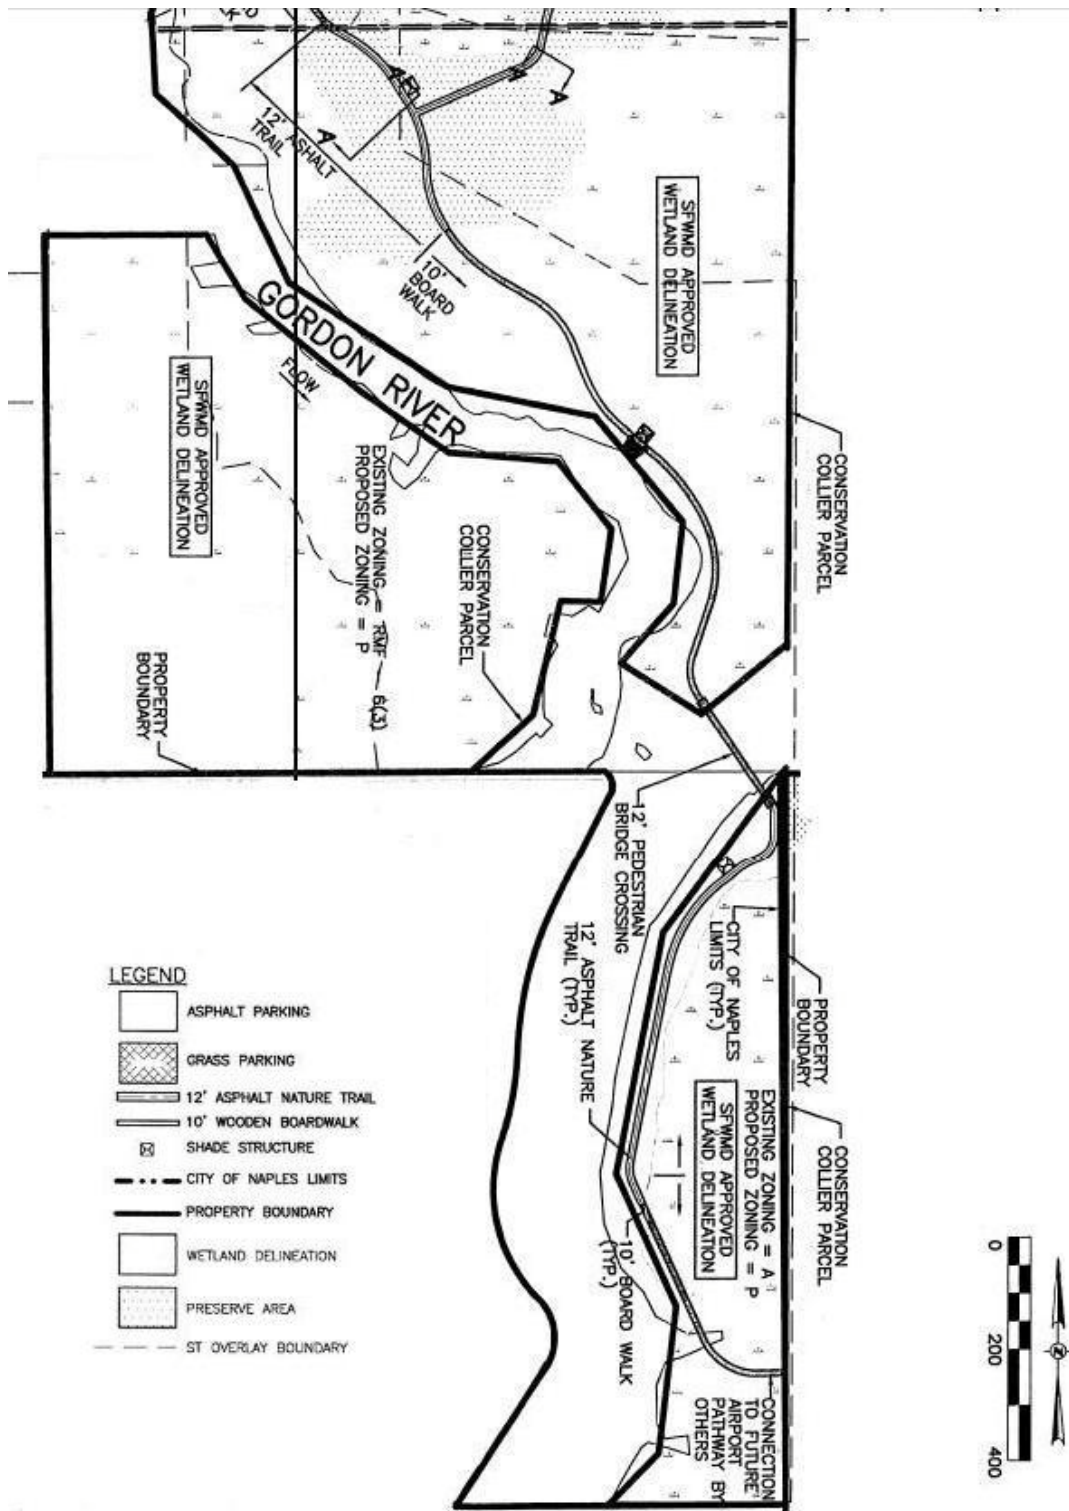 12' ASHALT
TRAIL
A
A
A
A
10'
BOARD
WALK
SFWMD APPROVED
WETLAND DELINEATION
GORDON RIVER
FLOW
SFWMD APPROVED
WETLAND DELINEATION
EXISTING ZONING = RMF - 6(3)
PROPOSED ZONING = P
CONSERVATION
COLLIER PARCEL
CONSERVATION
COLLIER PARCEL
PROPERTY
BOUNDARY
12' PEDESTRIAN
BRIDGE CROSSING
CITY OF NAPLES
LIMITS (TYP.)
12' ASPHALT NATURE
TRAIL (TYP.)
PROPERTY
BOUNDARY
EXISTING ZONING = A
PROPOSED ZONING = P
SFWMD APPROVED
WETLAND DELINEATION
CONSERVATION
COLLIER PARCEL
10' BOARD WALK
(TYP.)
CONNECTION
TO FUTURE
AIRPORT
PATHWAY BY
OTHERS
LEGEND
ASPHALT PARKING
GRASS PARKING
12' ASPHALT NATURE TRAIL
10' WOODEN BOARDWALK
SHADE STRUCTURE
CITY OF NAPLES LIMITS
PROPERTY BOUNDARY
WETLAND DELINEATION
PRESERVE AREA
ST OVERLAY BOUNDARY
0
200
400
N